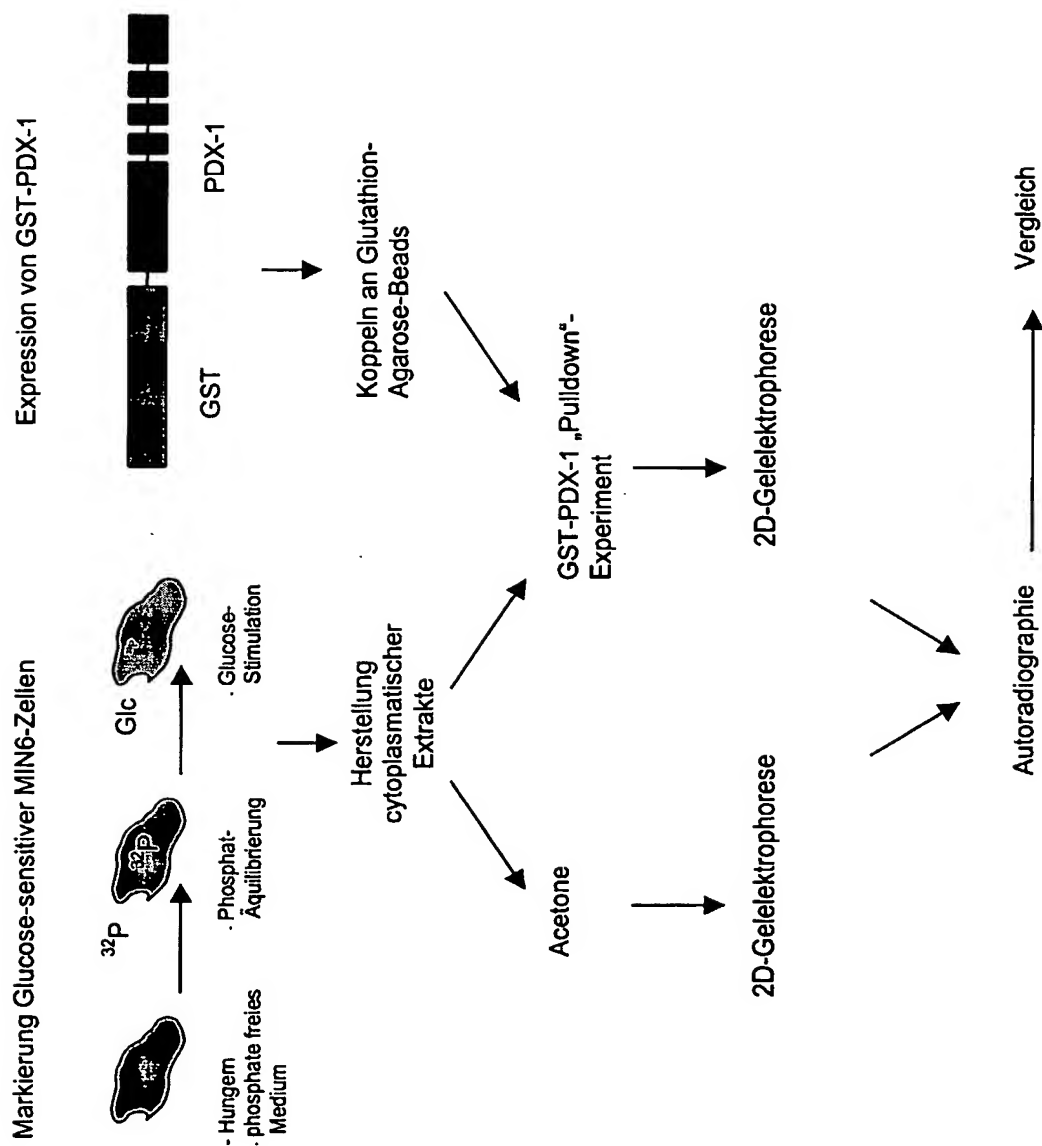 Markierung Glucose-sensitiver MIN6-Zellen
Expression von GST-PDX-1
32P
32P
Glc
P
- Hungern
. phosphate freies
Medium
. Phosphat-
Äquilibrierung
. Glucose-
Stimulation
GST
PDX-1
Herstellung
cytoplasmatischer
Extrakte
Koppeln an Glutathion-
Agarose-Beads
Acetone
GST-PDX-1 „Pulldown“-
Experiment
2D-Gelelektrophorese
2D-Gelelektrophorese
Autoradiographie
Vergleich